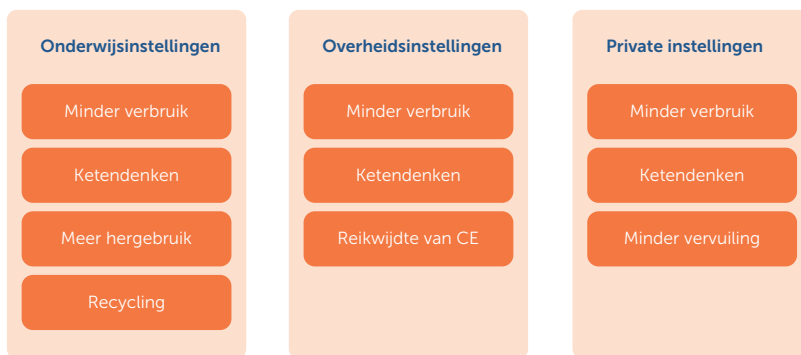 Onderwijsinstellingen
Minder verbruik
Ketendenken
Meer hergebruik
Recycling
Overheidsinstellingen
Minder verbruik
Ketendenken
Reikwijdte van CE
Private instellingen
Minder verbruik
Ketendenken
Minder vervuiling